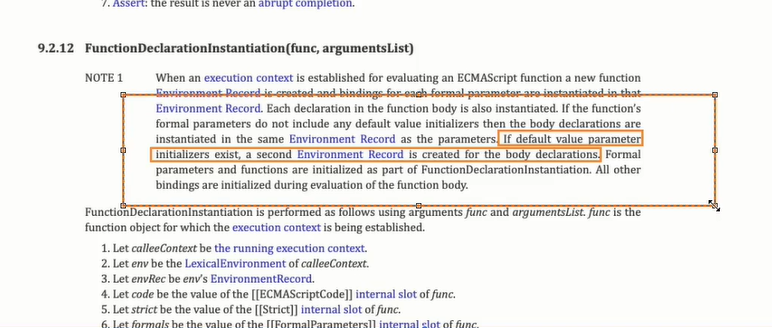 7. Assert: the result is never an abrupt completion.
9.2.12 FunctionDeclarationInstantiation(func, argumentsList)
NOTE 1 When an execution context is established for evaluating an ECMAScript function a new function
Environment Record is created and bindings for each formal parameter are instantiated in that
Environment Record. Each declaration in the function body is also instantiated. If the function's
formal parameters do not include any default value initializers then the body declarations are
instantiated in the same Environment Record as the parameters. If default value parameter
initializers exist, a second Environment Record is created for the body declarations. Formal
parameters and functions are initialized as part of FunctionDeclarationInstantiation. All other
bindings are initialized during evaluation of the function body.
FunctionDeclarationInstantiation is performed as follows using arguments func and argumentsList. func is the
function object for which the execution context is being established.
1. Let calleeContext be the running execution context.
2. Let env be the LexicalEnvironment of calleeContext.
3. Let envRec be env's EnvironmentRecord.
4. Let code be the value of the [[ECMAScriptCode]] internal slot of func.
5. Let strict be the value of the [[Strict]] internal slot of func.
6. Let formals be the value of the [[FormalParameters]] internal slot of func.